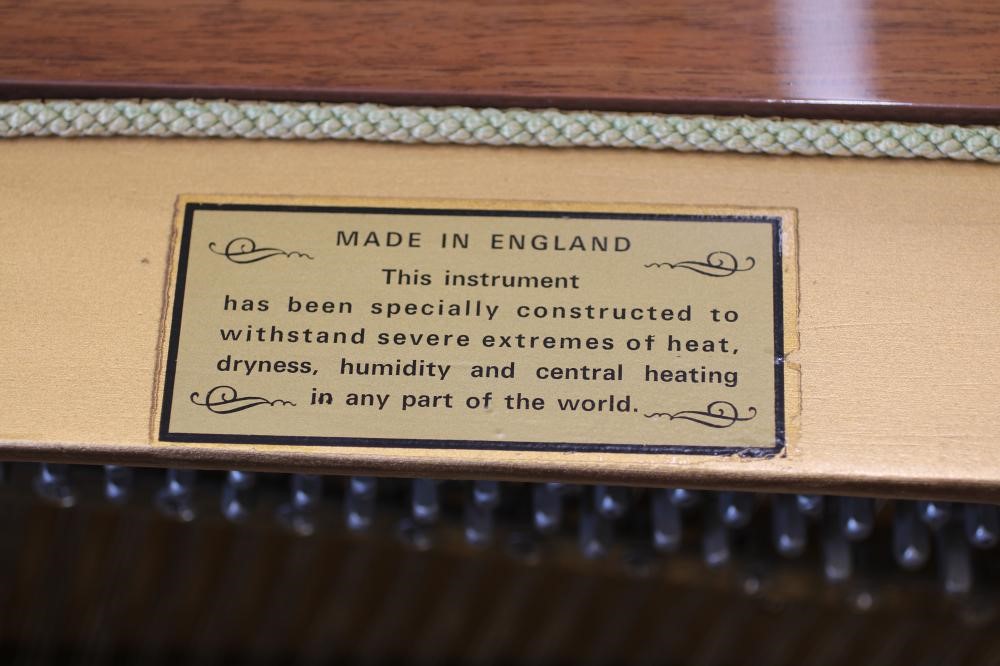 MADE IN ENGLAND
This instrument
has been specially constructed to
withstand severe extremes of heat,
dryness, humidity and central heating
in any part of the world.